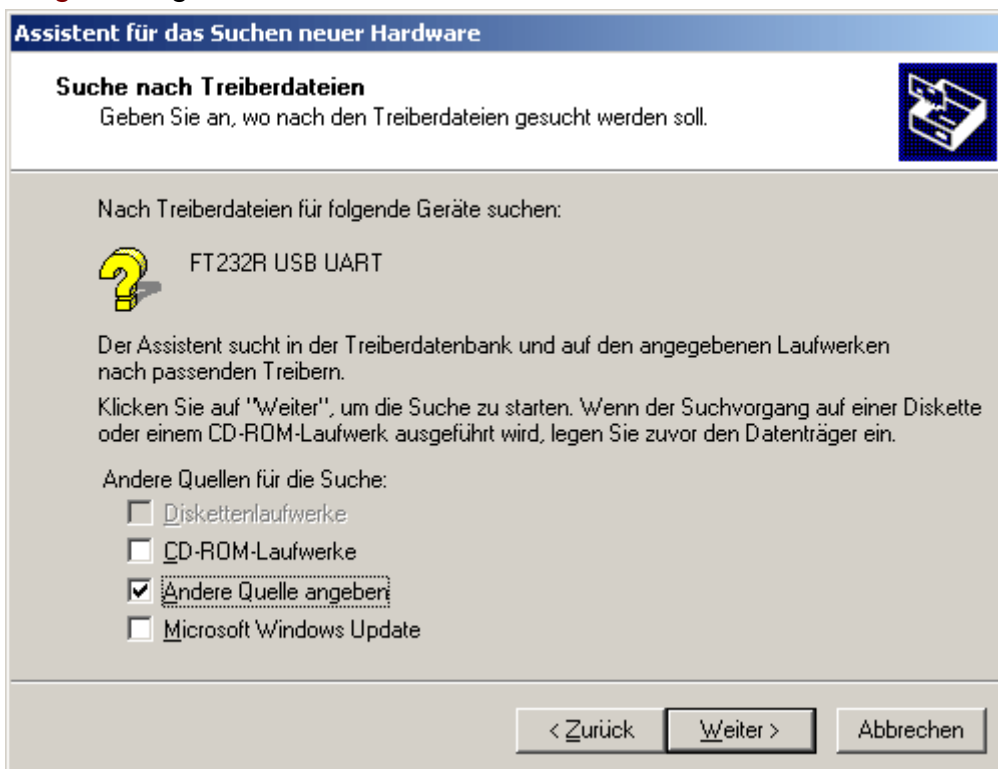 Assistent für das Suchen neuer Hardware
Suche nach Treiberdateien
Geben Sie an, wo nach den Treiberdateien gesucht werden soll.
Nach Treiberdateien für folgende Geräte suchen:
FT232R USB UART
Der Assistent sucht in der Treiberdatenbank und auf den angegebenen Laufwerken
nach passenden Treibern.
Klicken Sie auf "Weiter", um die Suche zu starten. Wenn der Suchvorgang auf einer Diskette
oder einem CD-ROM-Laufwerk ausgeführt wird, legen Sie zuvor den Datenträger ein.
Andere Quellen für die Suche:
Diskettenlaufwerke
CD-ROM-Laufwerke
Andere Quelle angeben
Microsoft Windows Update
< Zurück Weiter > Abbrechen